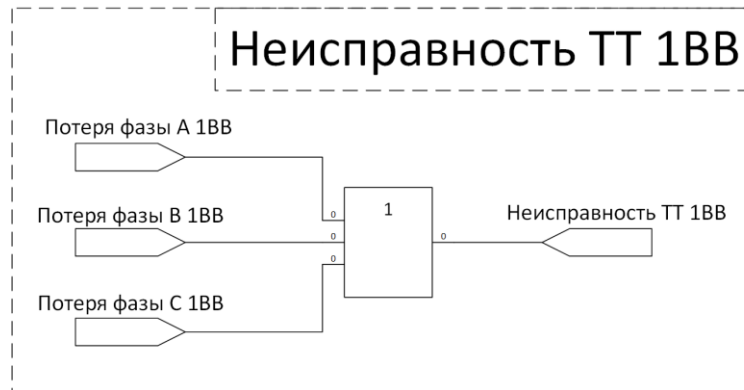 Неисправность ТТ 1ВВ
Потеря фазы А 1ВВ
0
1
Потеря фазы В 1ВВ
0
0
Неисправность ТТ 1ВВ
0
Потеря фазы С 1ВВ